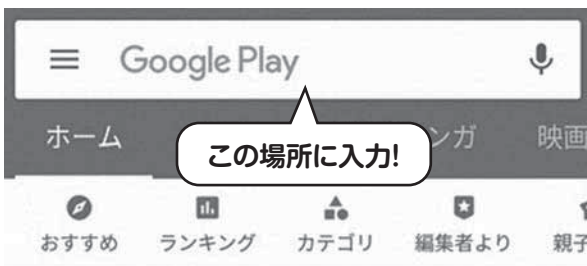 Google Play
ホーム
ンガ
映画
この場所に入力!
おすすめ
ランキング
カテゴリ
編集者より
親子